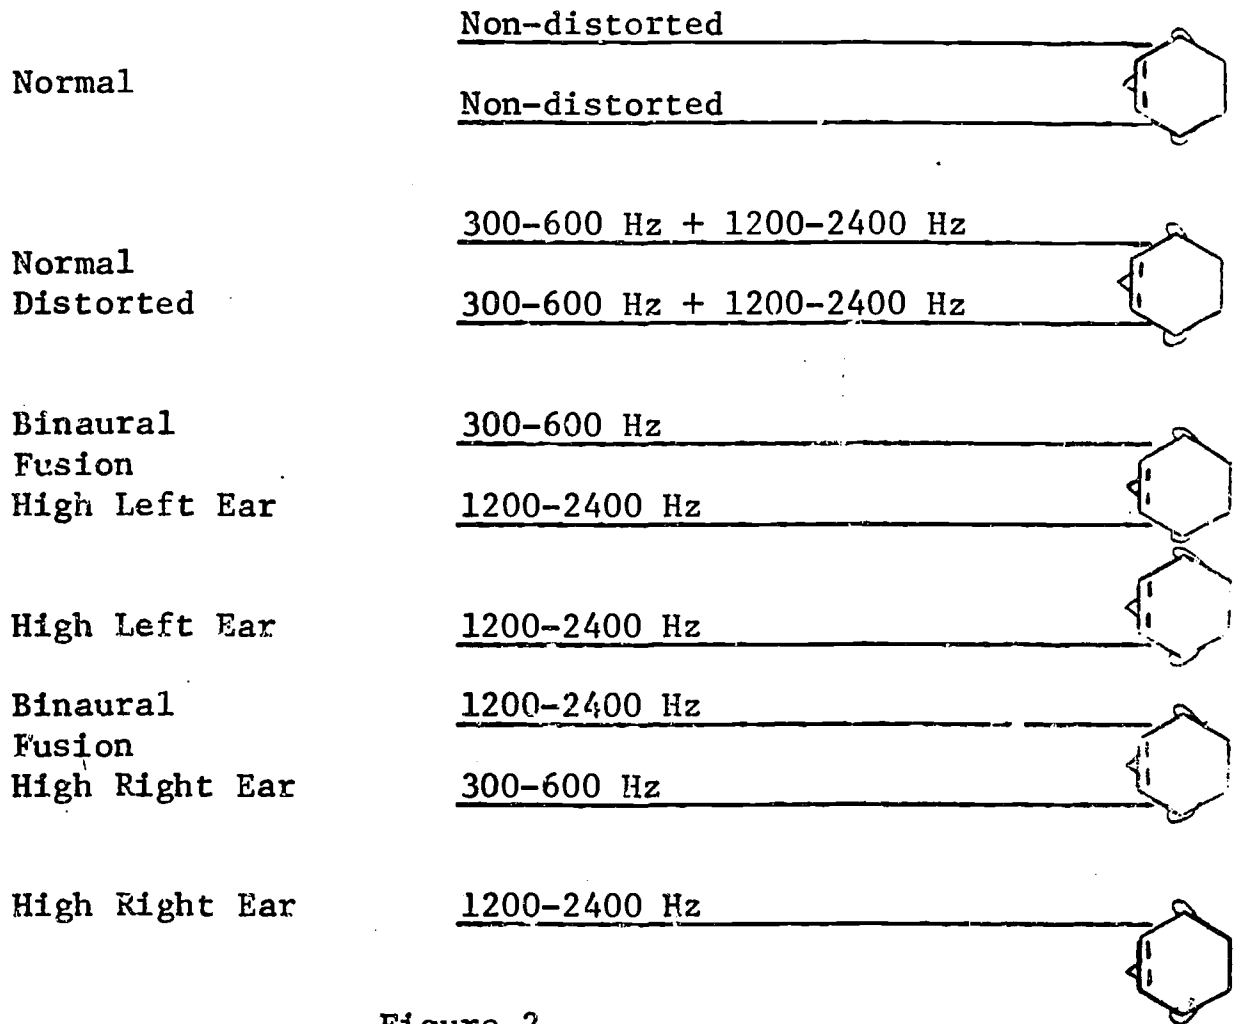 Non-distorted
Normal
Non-distorted
300-600 Hz + 1200-2400 Hz
Normal
Distorted 300-600 Hz + 1200-2400 Hz
Binaural 300-600 Hz
Fusion
High Left Ear 1200-2400 Hz
High Left Ear 1200-2400 Hz
Binaural 1200-2400 Hz
Fusion
High Right Ear 300-600 Hz
High Right Ear 1200-2400 Hz
Figure 2